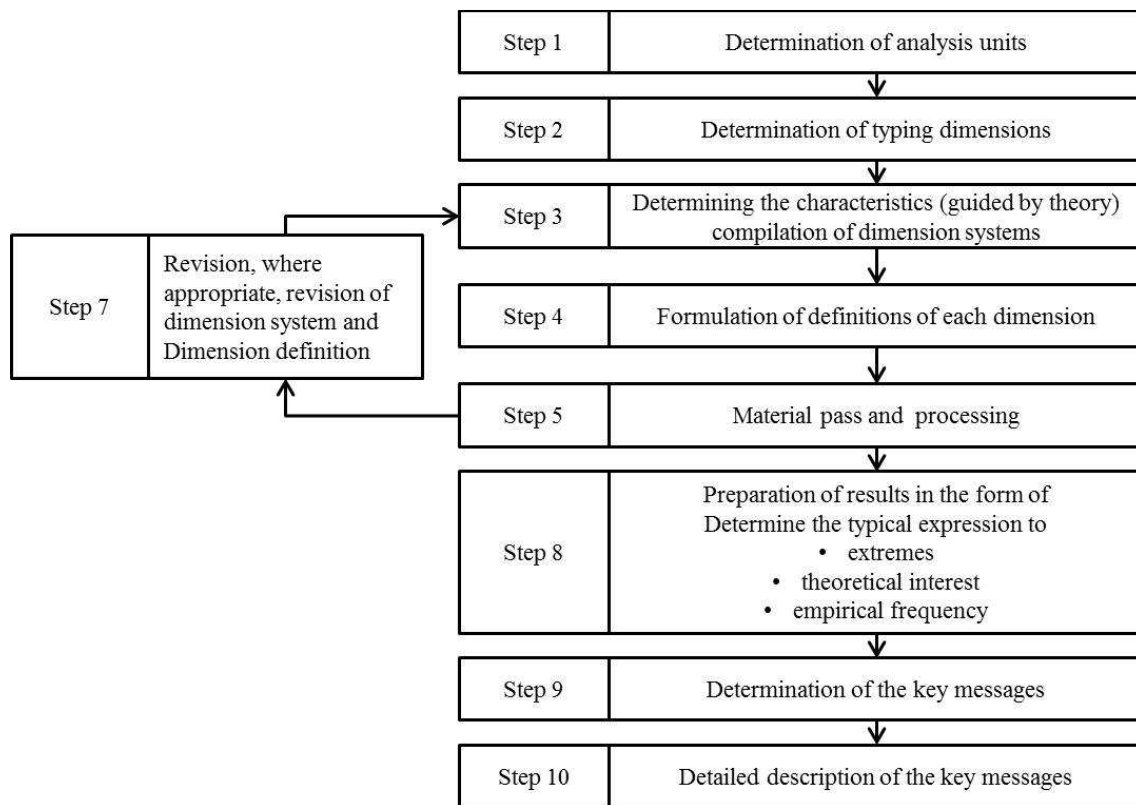 Step 1
Determination of analysis units
Step 2
Determination of typing dimensions
Step 3
Determining the characteristics (guided by theory)
compilation of dimension systems
Step 7
Revision, where
appropriate, revision of
dimension system and
Dimension definition
Step 4
Formulation of definitions of each dimension
Step 5
Material pass and processing
Step 8
Preparation of results in the form of
Determine the typical expression to
• extremes
• theoretical interest
• empirical frequency
Step 9
Determination of the key messages
Step 10
Detailed description of the key messages